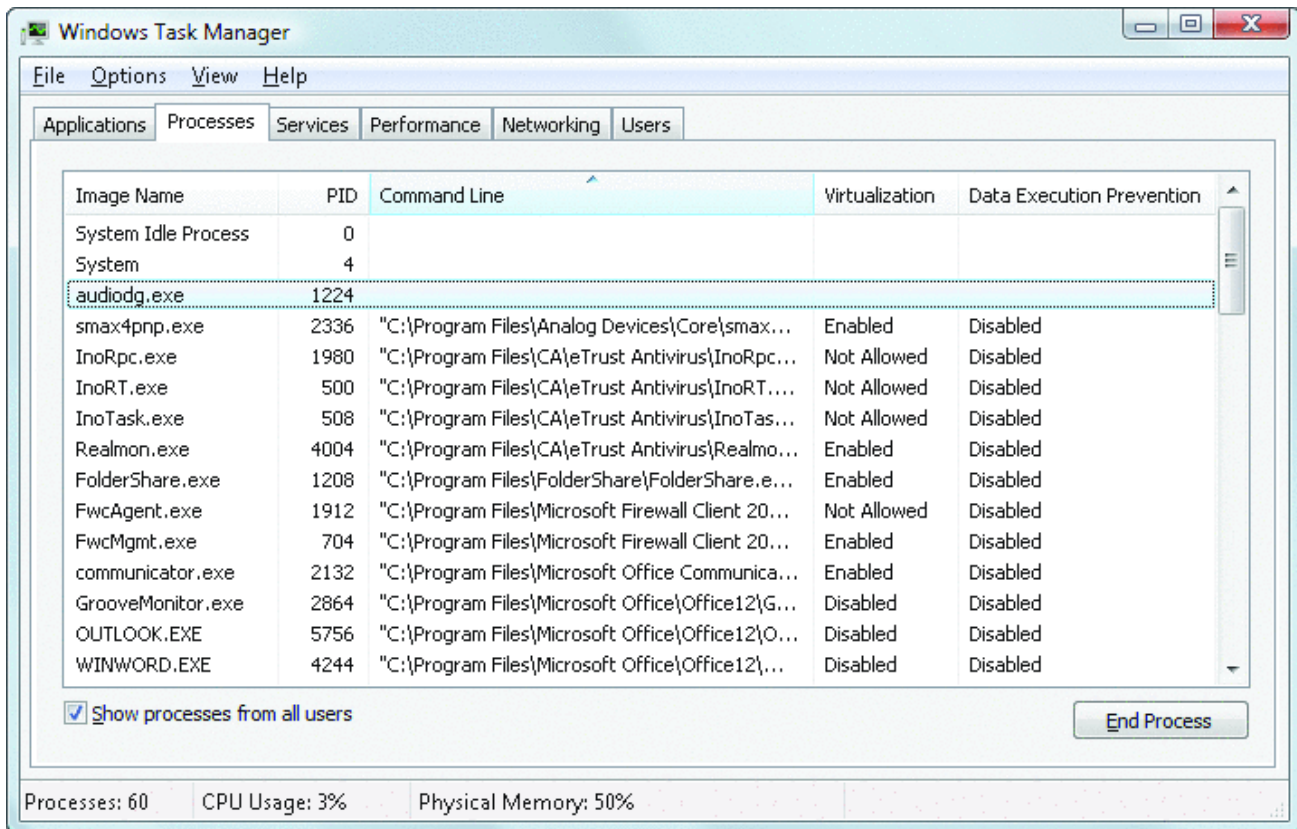 Windows Task Manager
File Options View Help
Applications Processes Services Performance Networking Users
Image Name PID Command Line Virtualization Data Execution Prevention
System Idle Process 0
System 4
audiodg.exe 1224
smax4pnp.exe 2336 "C:\Program Files\Analog Devices\Core\smax... Enabled Disabled
InoRpc.exe 1980 "C:\Program Files\CA\eTrust Antivirus\InoRpc... Not Allowed Disabled
InoRT.exe 500 "C:\Program Files\CA\eTrust Antivirus\InoRT.... Not Allowed Disabled
InoTask.exe 508 "C:\Program Files\CA\eTrust Antivirus\InoTas... Not Allowed Disabled
Realmon.exe 4004 "C:\Program Files\CA\eTrust Antivirus\Realmo... Enabled Disabled
FolderShare.exe 1208 "C:\Program Files\FolderShare\FolderShare.e... Enabled Disabled
FwcAgent.exe 1912 "C:\Program Files\Microsoft Firewall Client 20... Not Allowed Disabled
FwcMgmt.exe 704 "C:\Program Files\Microsoft Firewall Client 20... Enabled Disabled
communicator.exe 2132 "C:\Program Files\Microsoft Office Communica... Enabled Disabled
GrooveMonitor.exe 2864 "C:\Program Files\Microsoft Office\Office12\G... Disabled Disabled
OUTLOOK.EXE 5756 "C:\Program Files\Microsoft Office\Office12\O... Disabled Disabled
WINWORD.EXE 4244 "C:\Program Files\Microsoft Office\Office12\... Disabled Disabled
Show processes from all users
End Process
Processes: 60 CPU Usage: 3% Physical Memory: 50%